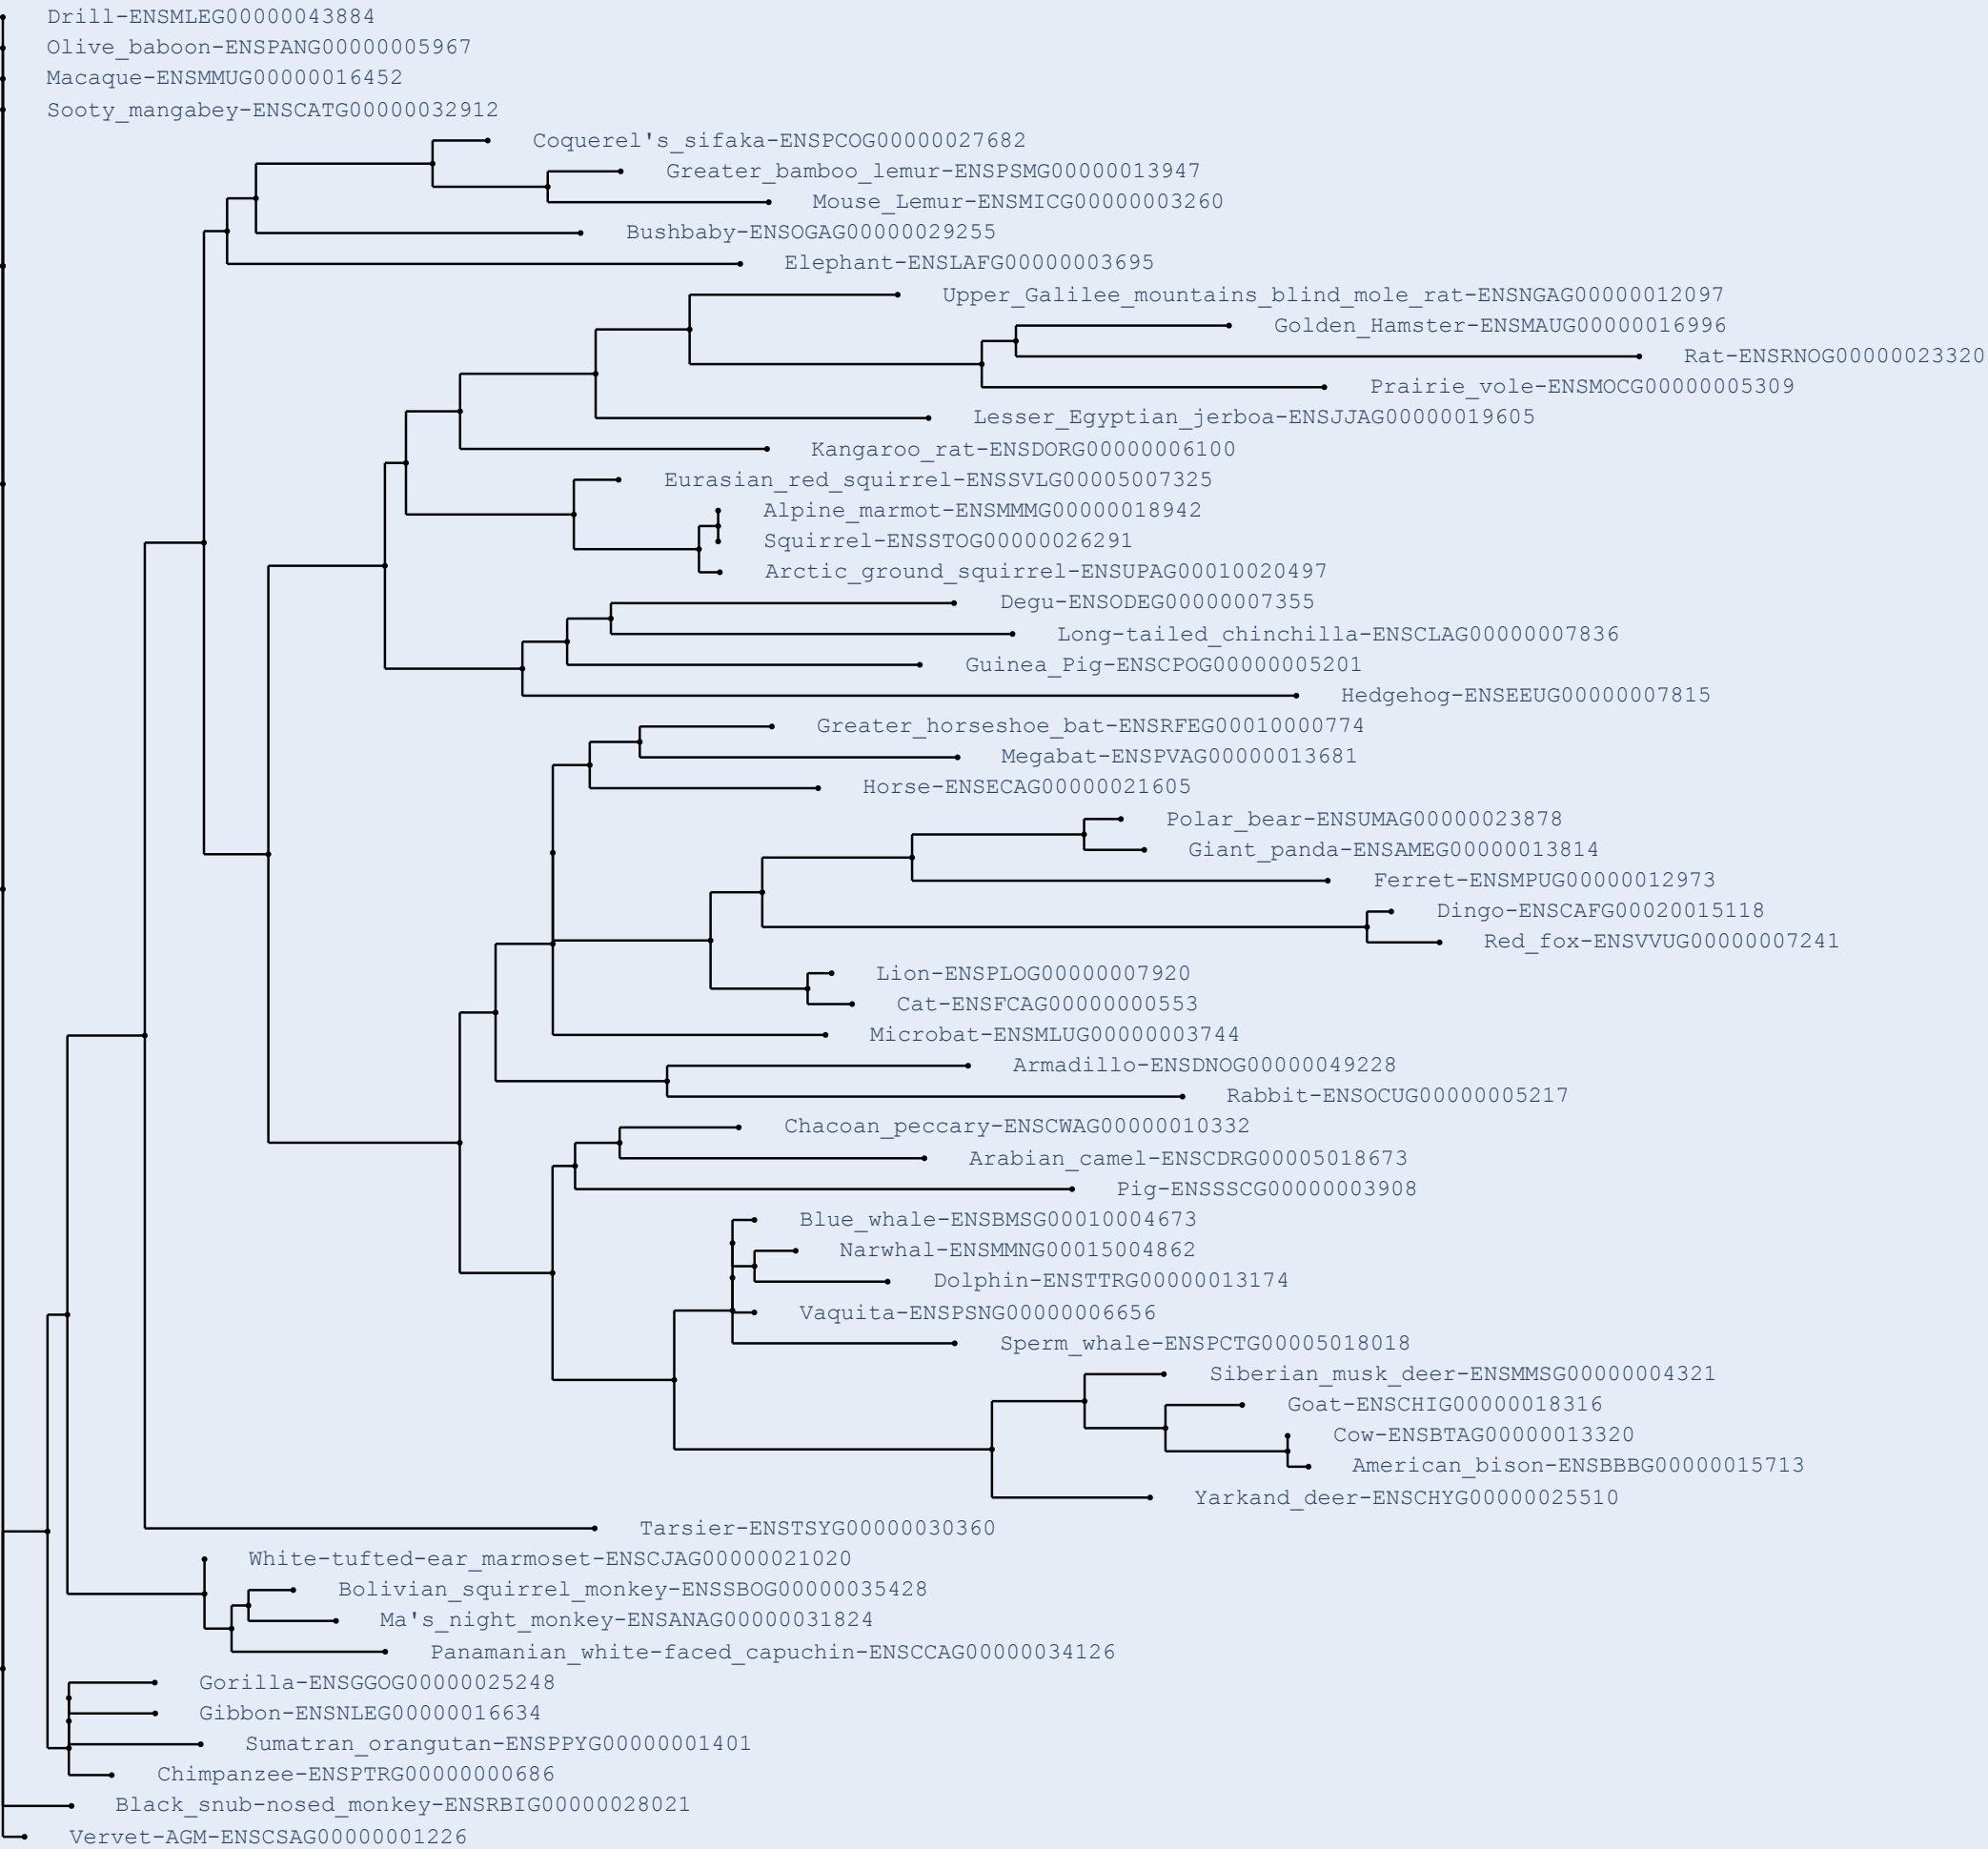 Drill-ENSMLEG00000043884
Olive_baboon-ENSPANG00000005967
Macaque-ENSMMUG00000016452
Sooty_mangabey-ENSCATG00000032912
Coquerel's_sifaka-ENSPCOG00000027682
Greater_bamboo_lemur-ENSPSMG00000013947
Mouse_Lemur-ENSMICG00000003260
Bushbaby-ENSOGAG00000029255
Elephant-ENSLAFG00000003695
Upper_Galilee_mountains_blind_mole_rat-ENSNGAG00000012097
Golden_Hamster-ENSMAUG00000016996
Rat-ENSRNOG00000023320
Prairie_vole-ENSMOCG00000005309
Lesser_Egyptian_jerboa-ENSJJAG00000019605
Kangaroo_rat-ENSDORG00000006100
Eurasian_red_squirrel-ENSSVLG00005007325
Alpine_marmot-ENSMMMG00000018942
Squirrel-ENSSTOG00000026291
Arctic_ground_squirrel-ENSUPAG00010020497
Degu-ENSODEG00000007355
Long-tailed_chinchilla-ENSCLAG00000007836
Guinea_Pig-ENSCPOG00000005201
Hedgehog-ENSEEUG00000007815
Greater_horseshoe_bat-ENSRFEG00010000774
Megabat-ENSPVAG00000013681
Horse-ENSECAG00000021605
Polar_bear-ENSUMAG00000023878
Giant_panda-ENSAMEG00000013814
Ferret-ENSMPUG00000012973
Dingo-ENSCAFG00020015118
Red_fox-ENSVVUG00000007241
Lion-ENSPLOG00000007920
Cat-ENSFCAG00000000553
Microbat-ENSMLUG00000003744
Armadillo-ENSDNOG00000049228
Rabbit-ENSOCUG00000005217
Chacoan_peccary-ENSCWAG00000010332
Arabian_camel-ENSCDRG00005018673
Pig-ENSSSCG00000003908
Blue_whale-ENSBMSG00010004673
Narwhal-ENSMMNG00015004862
Dolphin-ENSTTRG00000013174
Vaquita-ENSPSNG00000006656
Sperm_whale-ENSPCTG00005018018
Siberian_musk_deer-ENSMMSG00000004321
Goat-ENSCHIG00000018316
Cow-ENSBTAG00000013320
American_bison-ENSBBBG00000015713
Yarkand_deer-ENSCHYG00000025510
Tarsier-ENSTSYG00000030360
White-tufted-ear_marmoset-ENSCJAG00000021020
Bolivian_squirrel_monkey-ENSSBOG00000035428
Ma's_night_monkey-ENSANAG00000031824
Panamanian_white-faced_capuchin-ENSCCAG00000034126
Gorilla-ENSGGOG00000025248
Gibbon-ENSNLEG00000016634
Sumatran_orangutan-ENSPPYG00000001401
Chimpanzee-ENSPTRG00000000686
Black_snub-nosed_monkey-ENSRBIG00000028021
Vervet-AGM-ENSCSAG00000001226